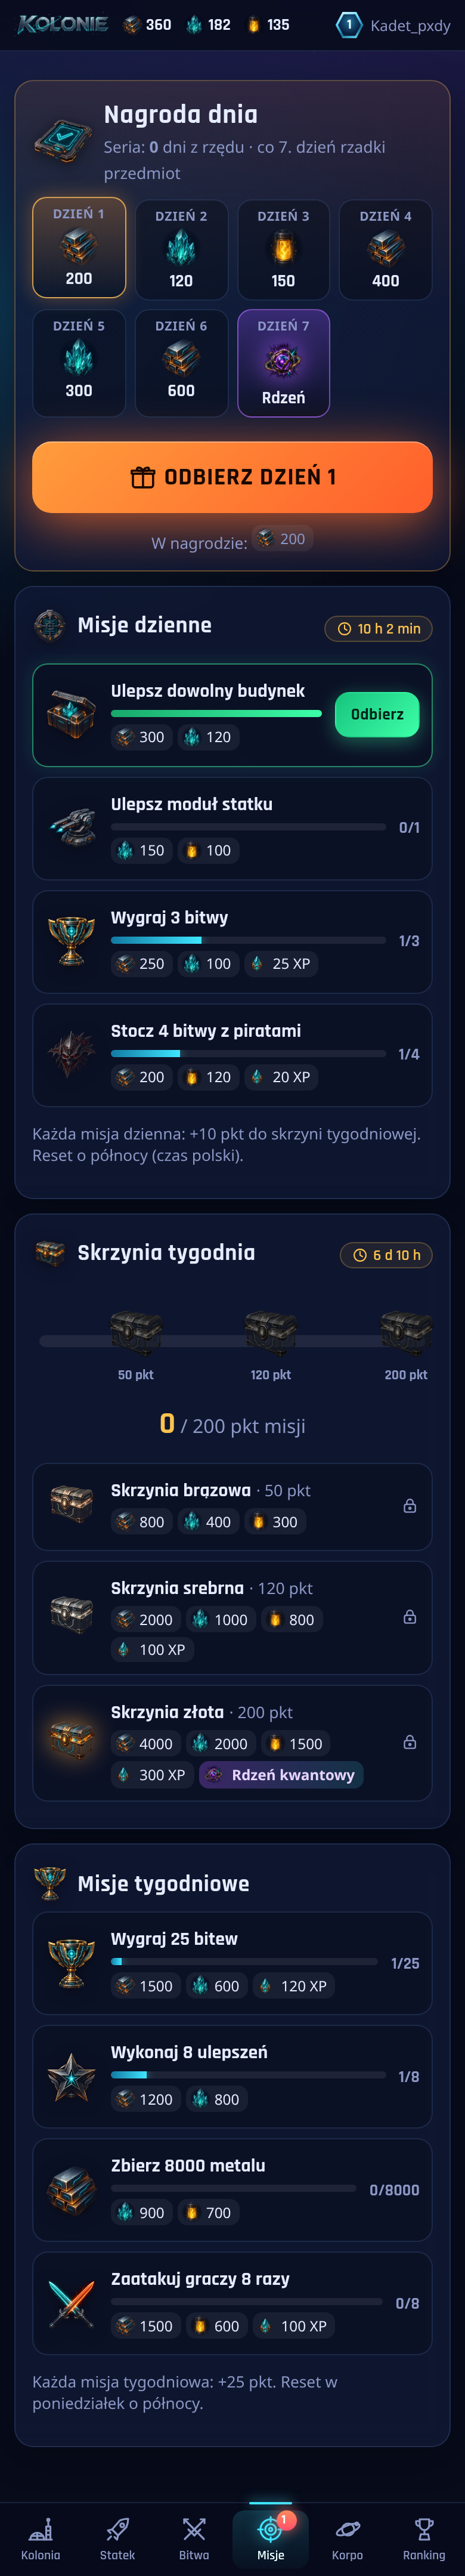 KOLONIE 360 182 135 1 Kadet_pxdy
Nagroda dnia
Seria: 0 dni z rzędu · co 7. dzień rzadki
przedmiot
DZIEŃ 1 DZIEŃ 2 DZIEŃ 3 DZIEŃ 4
200 120 150 400
DZIEŃ 5 DZIEŃ 6 DZIEŃ 7
300 600 Rdzeń
ODBIERZ DZIEŃ 1
W nagrodzie: 200
Misje dzienne 10 h 2 min
Ulepsz dowolny budynek
Odbierz
300 120
Ulepsz moduł statku
0/1
150 100
Wygraj 3 bitwy
1/3
250 100 25 XP
Stocz 4 bitwy z piratami
1/4
200 120 20 XP
Każda misja dzienna: +10 pkt do skrzyni tygodniowej.
Reset o północy (czas polski).
Skrzynia tygodnia 6 d 10 h
50 pkt 120 pkt 200 pkt
0 / 200 pkt misji
Skrzynia brązowa · 50 pkt
800 400 300
Skrzynia srebrna · 120 pkt
2000 1000 800
100 XP
Skrzynia złota · 200 pkt
4000 2000 1500
300 XP Rdzeń kwantowy
Misje tygodniowe
Wygraj 25 bitew
1/25
1500 600 120 XP
Wykonaj 8 ulepszeń
1/8
1200 800
Zbierz 8000 metalu
0/8000
900 700
Zaatakuj graczy 8 razy
0/8
1500 600 100 XP
Każda misja tygodniowa: +25 pkt. Reset w
poniedziałek o północy.
1
Kolonia Statek Bitwa Misje Korpo Ranking